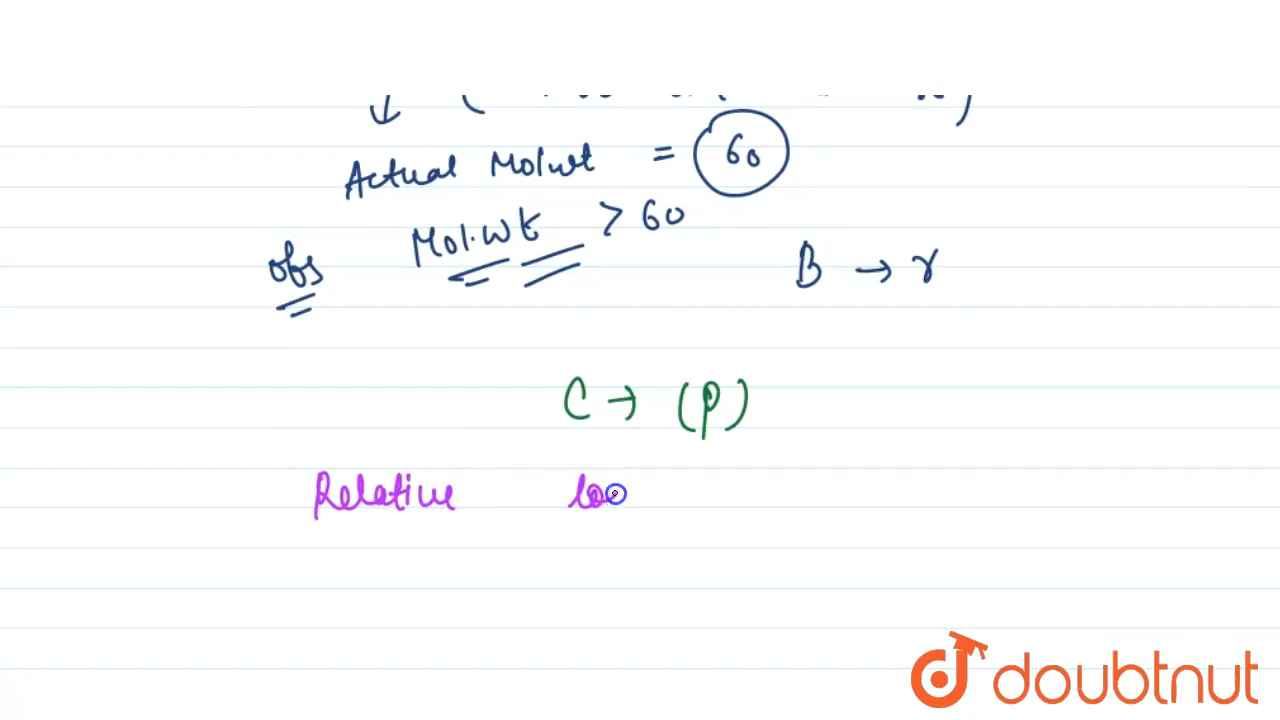 Actual Mol wt = 60
obs Mol.wt > 60
B → r
C → (P)
Relative
doubtnut